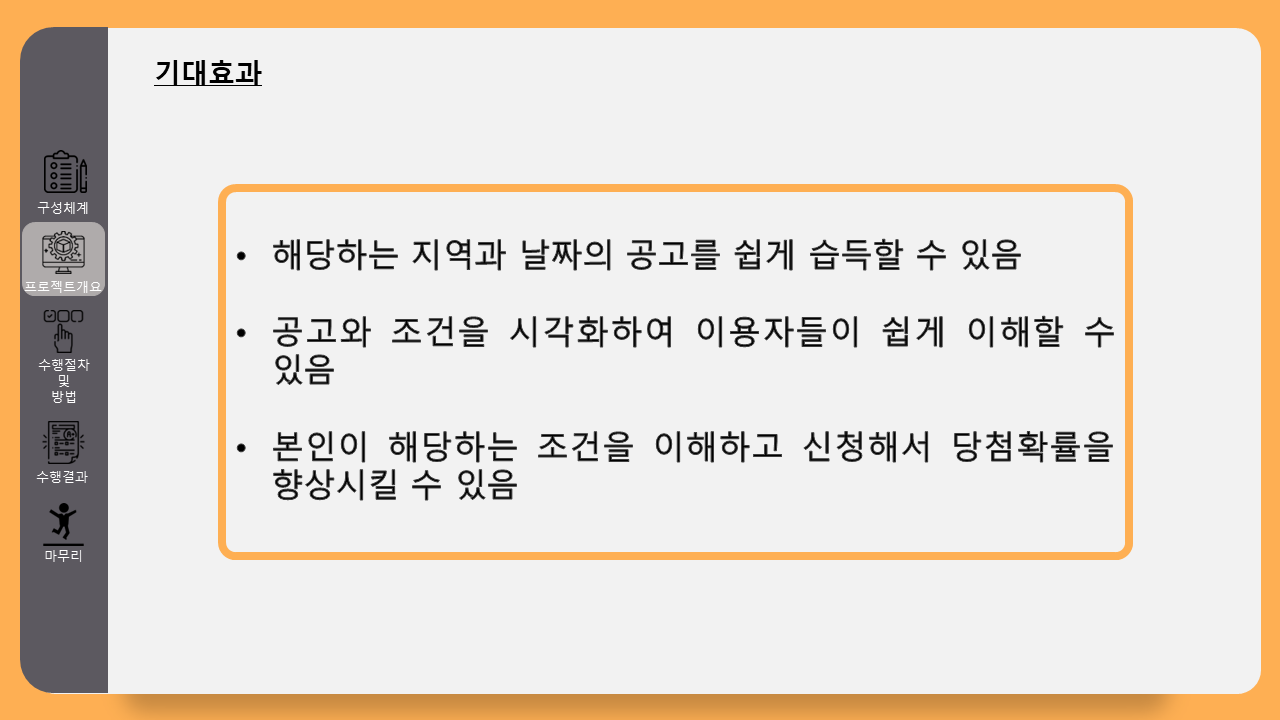 기대효과
구성체계
프로젝트개요
수행절차
및
방법
수행결과
마무리
• 해당하는 지역과 날짜의 공고를 쉽게 습득할 수 있음
• 공고와 조건을 시각화하여 이용자들이 쉽게 이해할 수
있음
• 본인이 해당하는 조건을 이해하고 신청해서 당첨확률을
향상시킬 수 있음